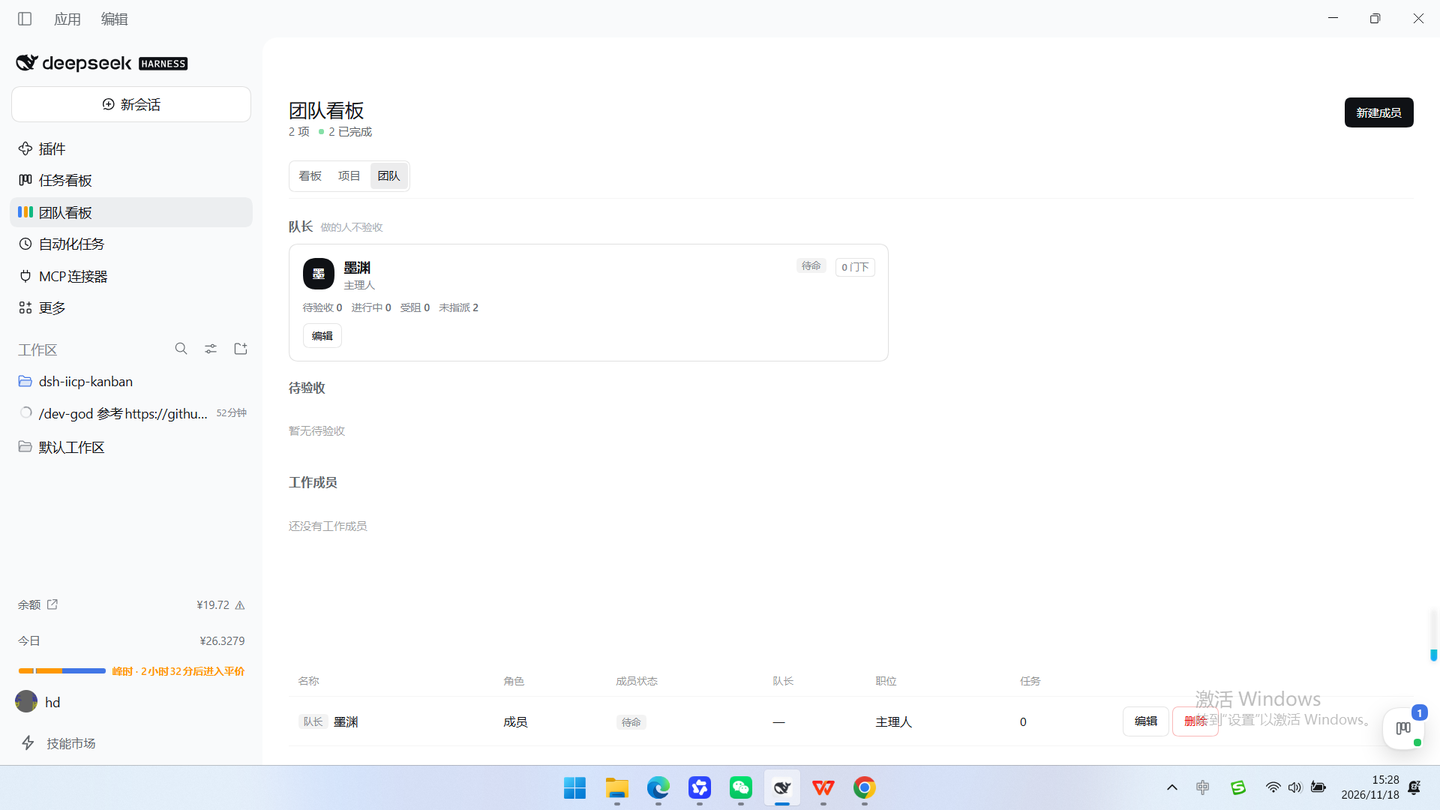 应用 编辑
deepseek HARNESS
新会话
插件
任务看板
团队看板
自动化任务
MCP连接器
更多
工作区
dsh-iicp-kanban
/dev-god 参考https://githu... 52分钟
默认工作区
余额 ¥19.72
今日 ¥26.3279
峰时 · 2小时32分后进入平价
hd
技能市场
团队看板
2 项 2 已完成
新建成员
看板 项目 团队
队长 做的人不验收
墨 墨渊 待命 0 门下
主理人
待验收 0 进行中 0 受阻 0 未指派 2
编辑
待验收
暂无待验收
工作成员
还没有工作成员
名称 角色 成员状态 队长 职位 任务
队长 墨渊 成员 待命 — 主理人 0 编辑 删除
激活 Windows
转到"设置"以激活 Windows。
1
中
15:28
2026/11/18